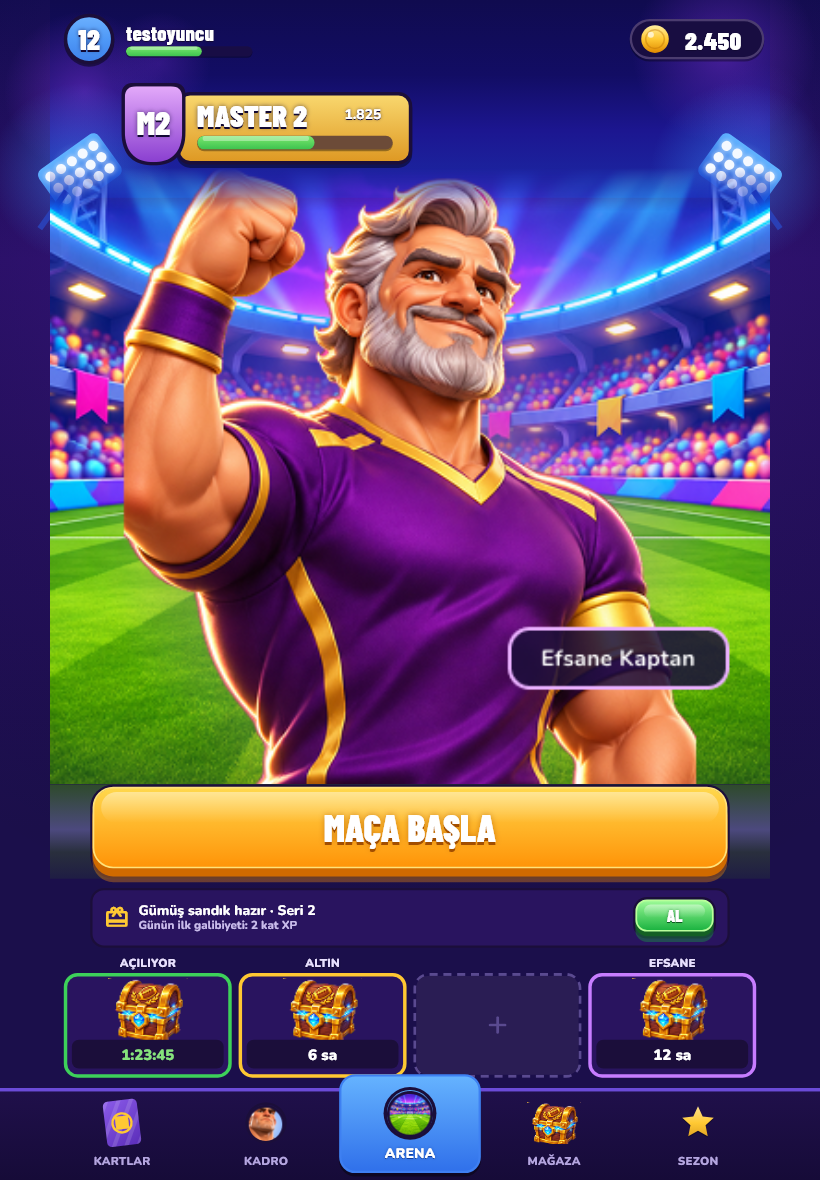 12
testoyuncu
2.450
M2
MASTER 2
1.825
Efsane Kaptan
MAÇA BAŞLA
Gümüş sandık hazır · Seri 2
Günün ilk galibiyeti: 2 kat XP
AL
AÇILIYOR
ALTIN
EFSANE
1:23:45
6 sa
+
12 sa
KARTLAR
KADRO
ARENA
MAĞAZA
SEZON